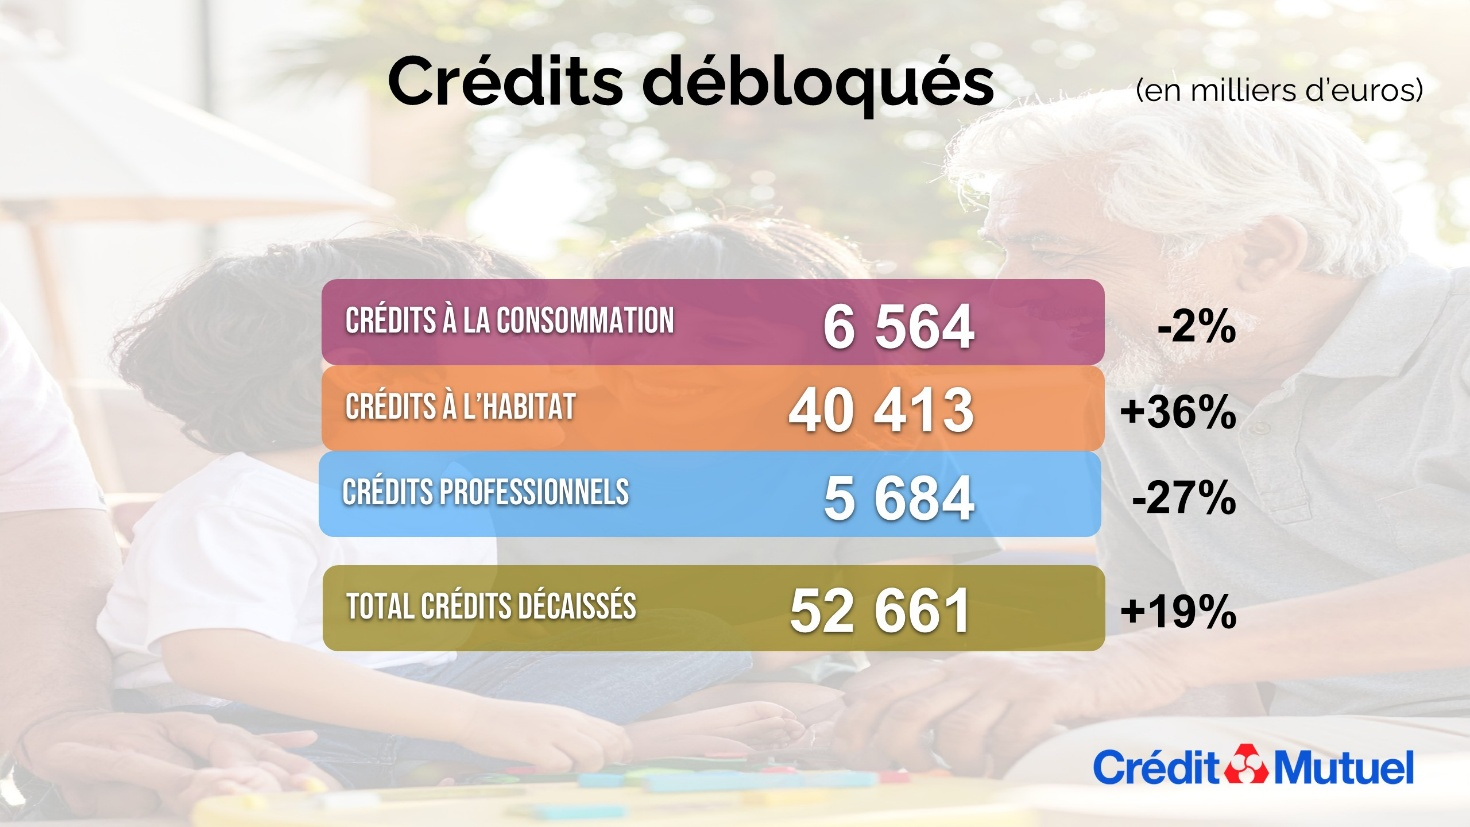 Crédits débloqués (en milliers d’euros)
CRÉDITS À LA CONSOMMATION 6 564 -2%
CRÉDITS À L’HABITAT 40 413 +36%
CRÉDITS PROFESSIONNELS 5 684 -27%
TOTAL CRÉDITS DÉCAISSÉS 52 661 +19%
Crédit Mutuel